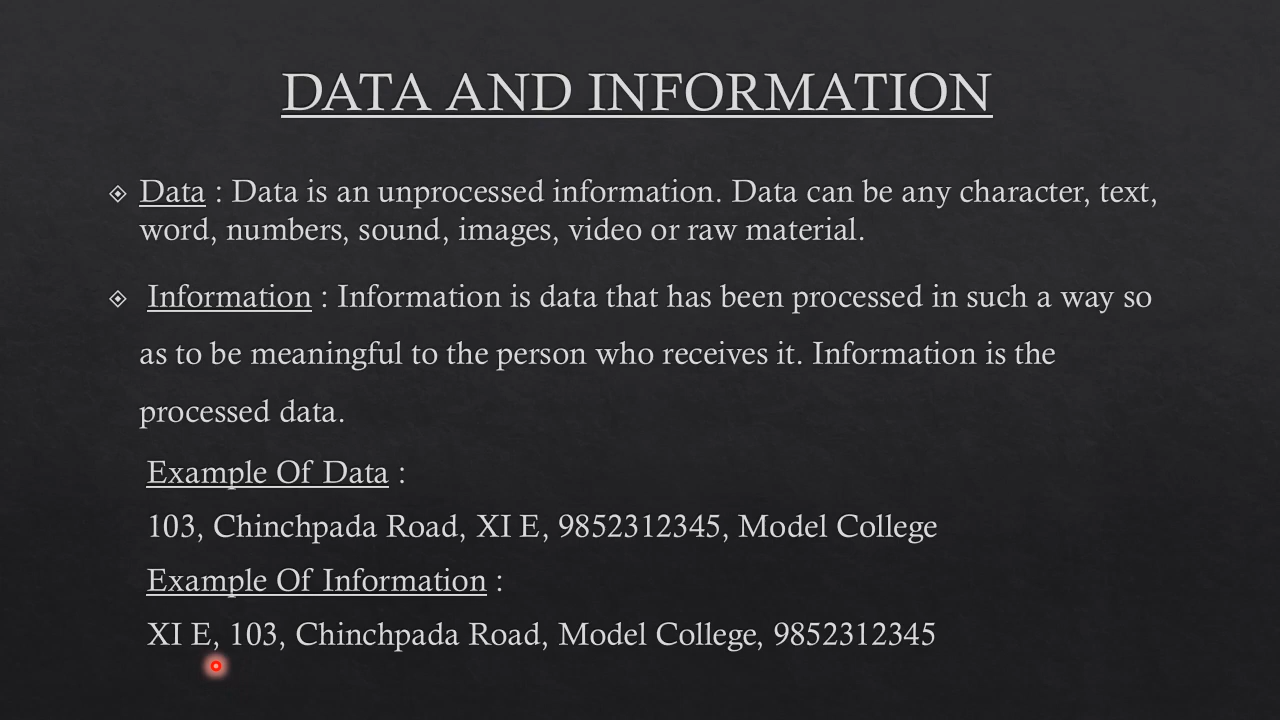 DATA AND INFORMATION
Data : Data is an unprocessed information. Data can be any character, text,
word, numbers, sound, images, video or raw material.
Information : Information is data that has been processed in such a way so
as to be meaningful to the person who receives it. Information is the
processed data.
Example Of Data :
103, Chinchpada Road, XI E, 9852312345, Model College
Example Of Information :
XI E, 103, Chinchpada Road, Model College, 9852312345